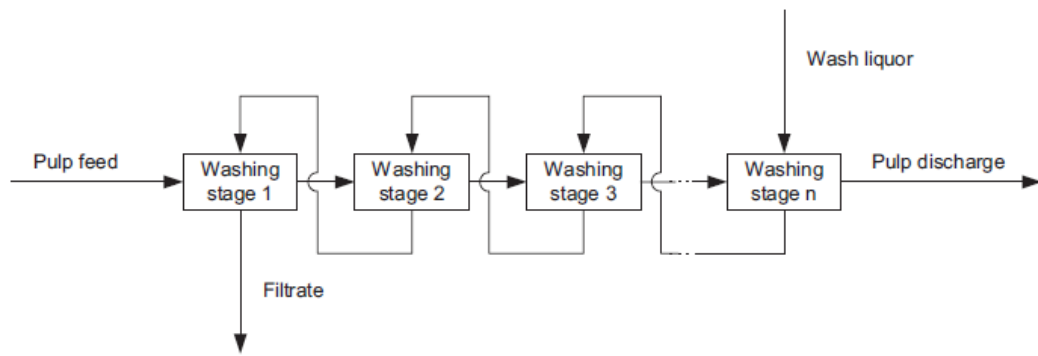 Wash liquor
Pulp feed
Washing
stage 1
Washing
stage 2
Washing
stage 3
Washing
stage n
Pulp discharge
Filtrate